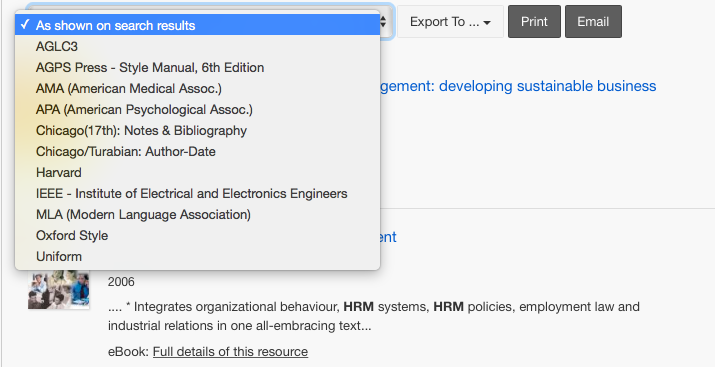 ✓ As shown on search results
AGLC3
AGPS Press - Style Manual, 6th Edition
AMA (American Medical Assoc.)
APA (American Psychological Assoc.)
Chicago(17th): Notes & Bibliography
Chicago/Turabian: Author-Date
Harvard
IEEE - Institute of Electrical and Electronics Engineers
MLA (Modern Language Association)
Oxford Style
Uniform
Export To ...
Print
Email
gement: developing sustainable business
ent
2006
.... * Integrates organizational behaviour, HRM systems, HRM policies, employment law and
industrial relations in one all-embracing text...
eBook: Full details of this resource